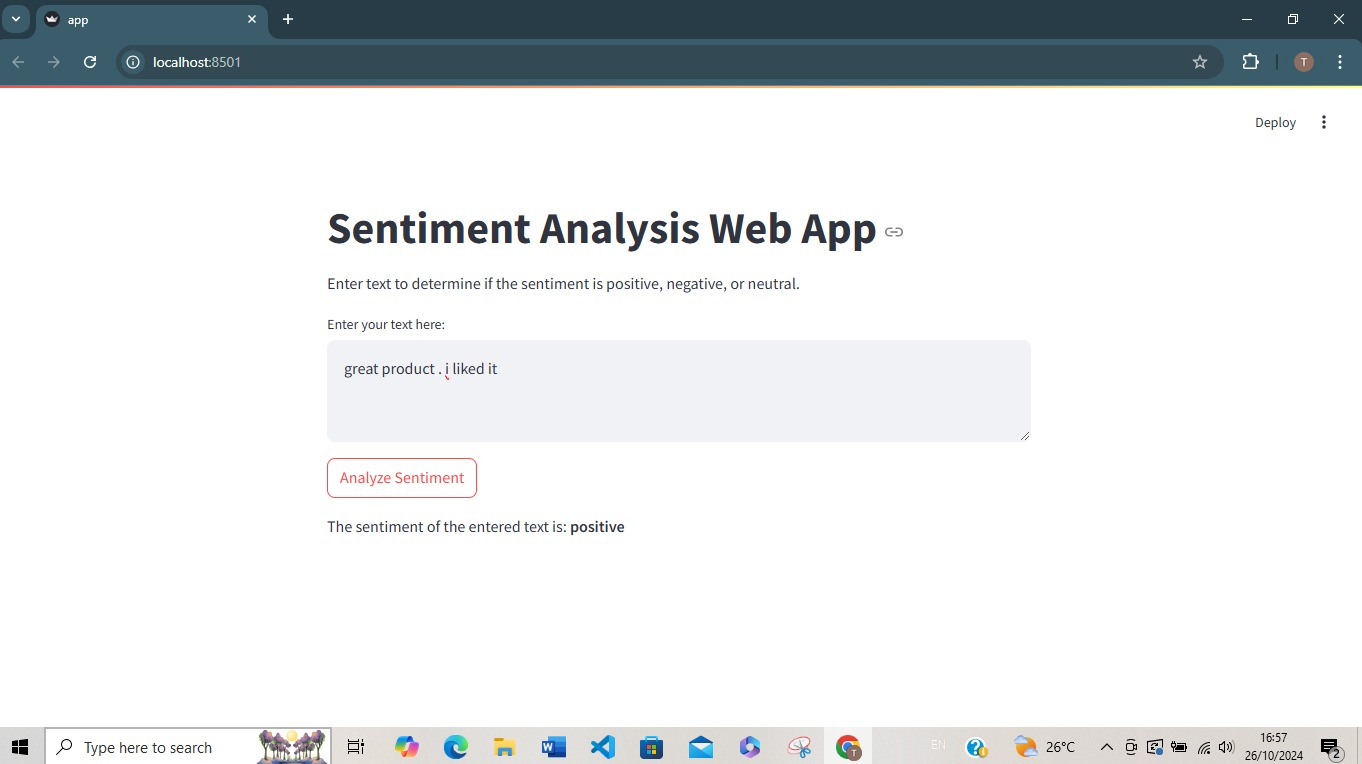 app
localhost:8501
T
Deploy
Sentiment Analysis Web App
Enter text to determine if the sentiment is positive, negative, or neutral.
Enter your text here:
great product . i liked it
Analyze Sentiment
The sentiment of the entered text is: positive
Type here to search
W
T
EN
26°C
16:57
26/10/2024
2